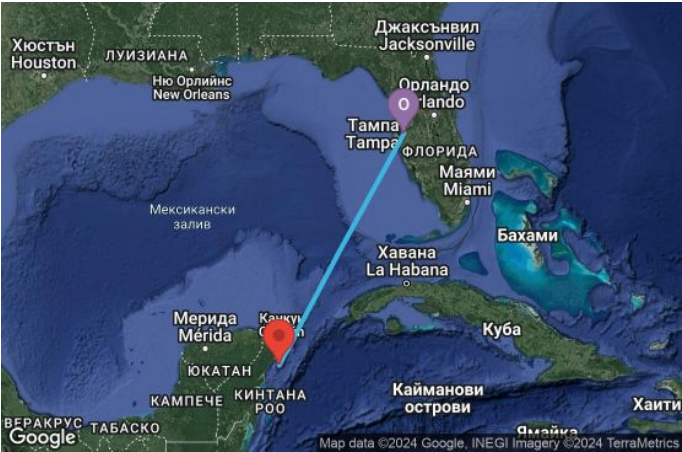 Джаксънвил
Jacksonville
Хюстън
Houston
ЛУИЗИАНА
Ню Орлийнс
New Orleans
Орландо
rlando
O
Тампа
Tampa
ФЛОРИДА
Маями
Miami
Мексикански
залив
Бахами
Хавана
La Habana
Мерида
Mérida
Куба
ЮКАТАН
КАМПЕЧЕ
КИНТАНА
РОО
Кайманови
острови
Хаити
ВЕРАКРУС
ТАБАСКО
Ямайка
Google
Map data ©2024 Google, INEGI Imagery ©2024 TerraMetrics